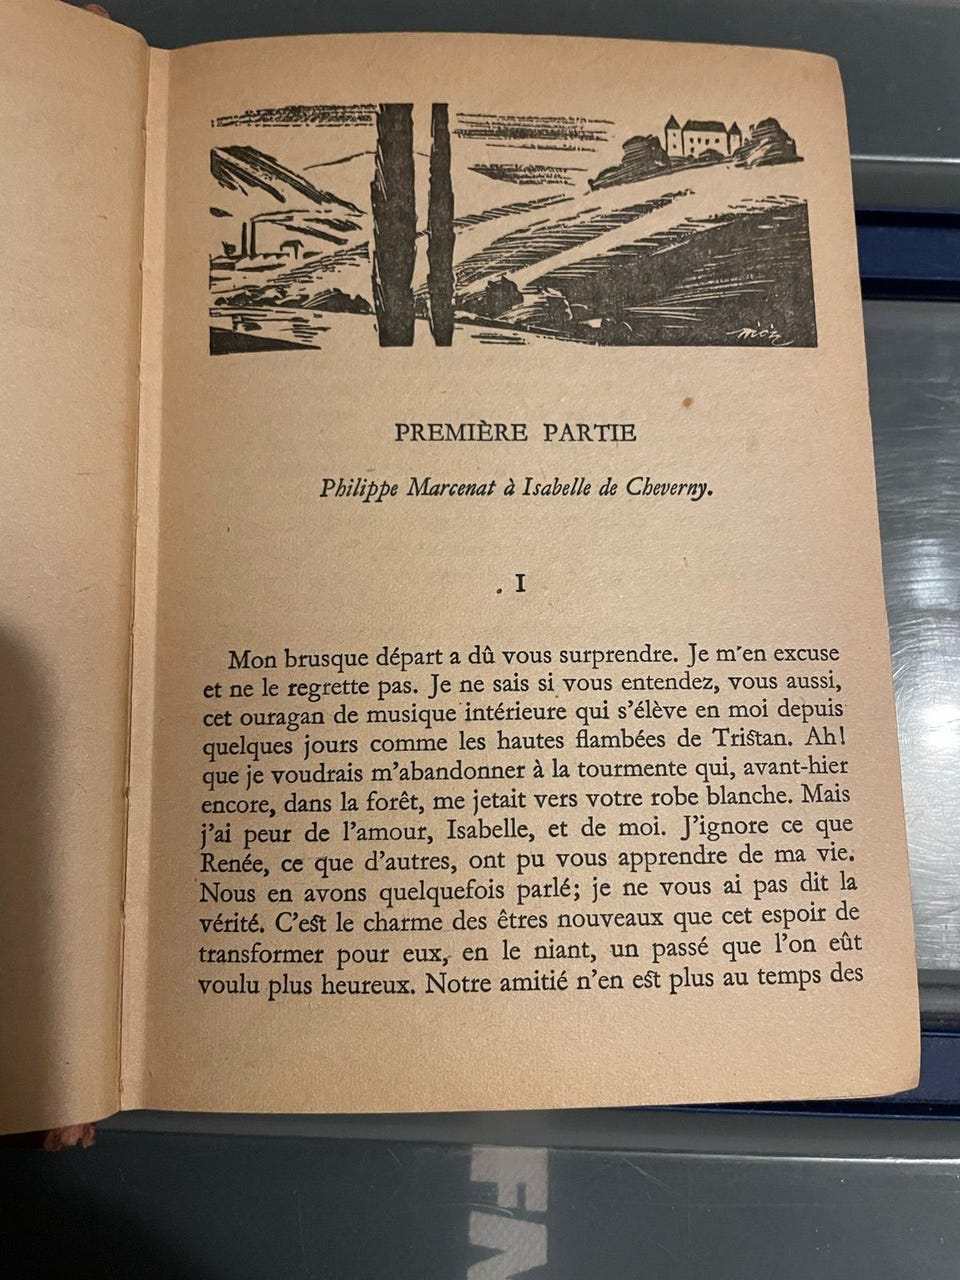 PREMIÈRE PARTIE
Philippe Marcenat à Isabelle de Cheverny.
I
Mon brusque départ a dû vous surprendre. Je m'en excuse
et ne le regrette pas. Je ne sais si vous entendez, vous aussi,
cet ouragan de musique intérieure qui s'élève en moi depuis
quelques jours comme les hautes flambées de Tristan. Ah!
que je voudrais m'abandonner à la tourmente qui, avant-hier
encore, dans la forêt, me jetait vers votre robe blanche. Mais
j'ai peur de l'amour, Isabelle, et de moi. J'ignore ce que
Renée, ce que d'autres, ont pu vous apprendre de ma vie.
Nous en avons quelquefois parlé; je ne vous ai pas dit la
vérité. C'est le charme des êtres nouveaux que cet espoir de
transformer pour eux, en le niant, un passé que l'on eût
voulu plus heureux. Notre amitié n'en est plus au temps des